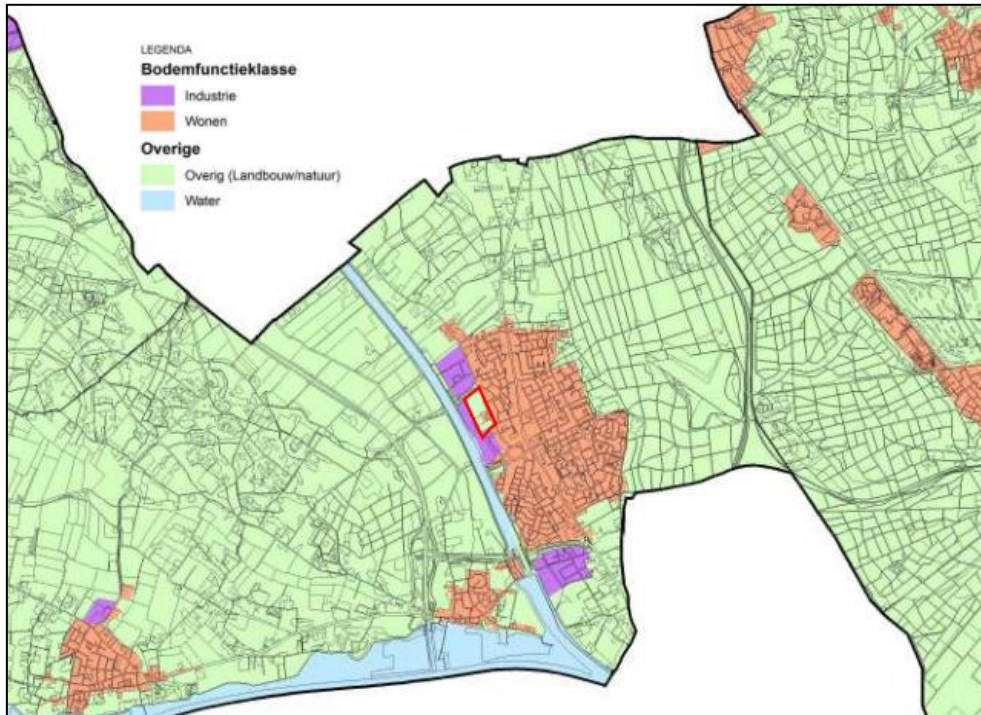 LEGENDA
Bodemfunctieklasse
Industrie
Wonen
Overige
Overig (Landbouw/natuur)
Water